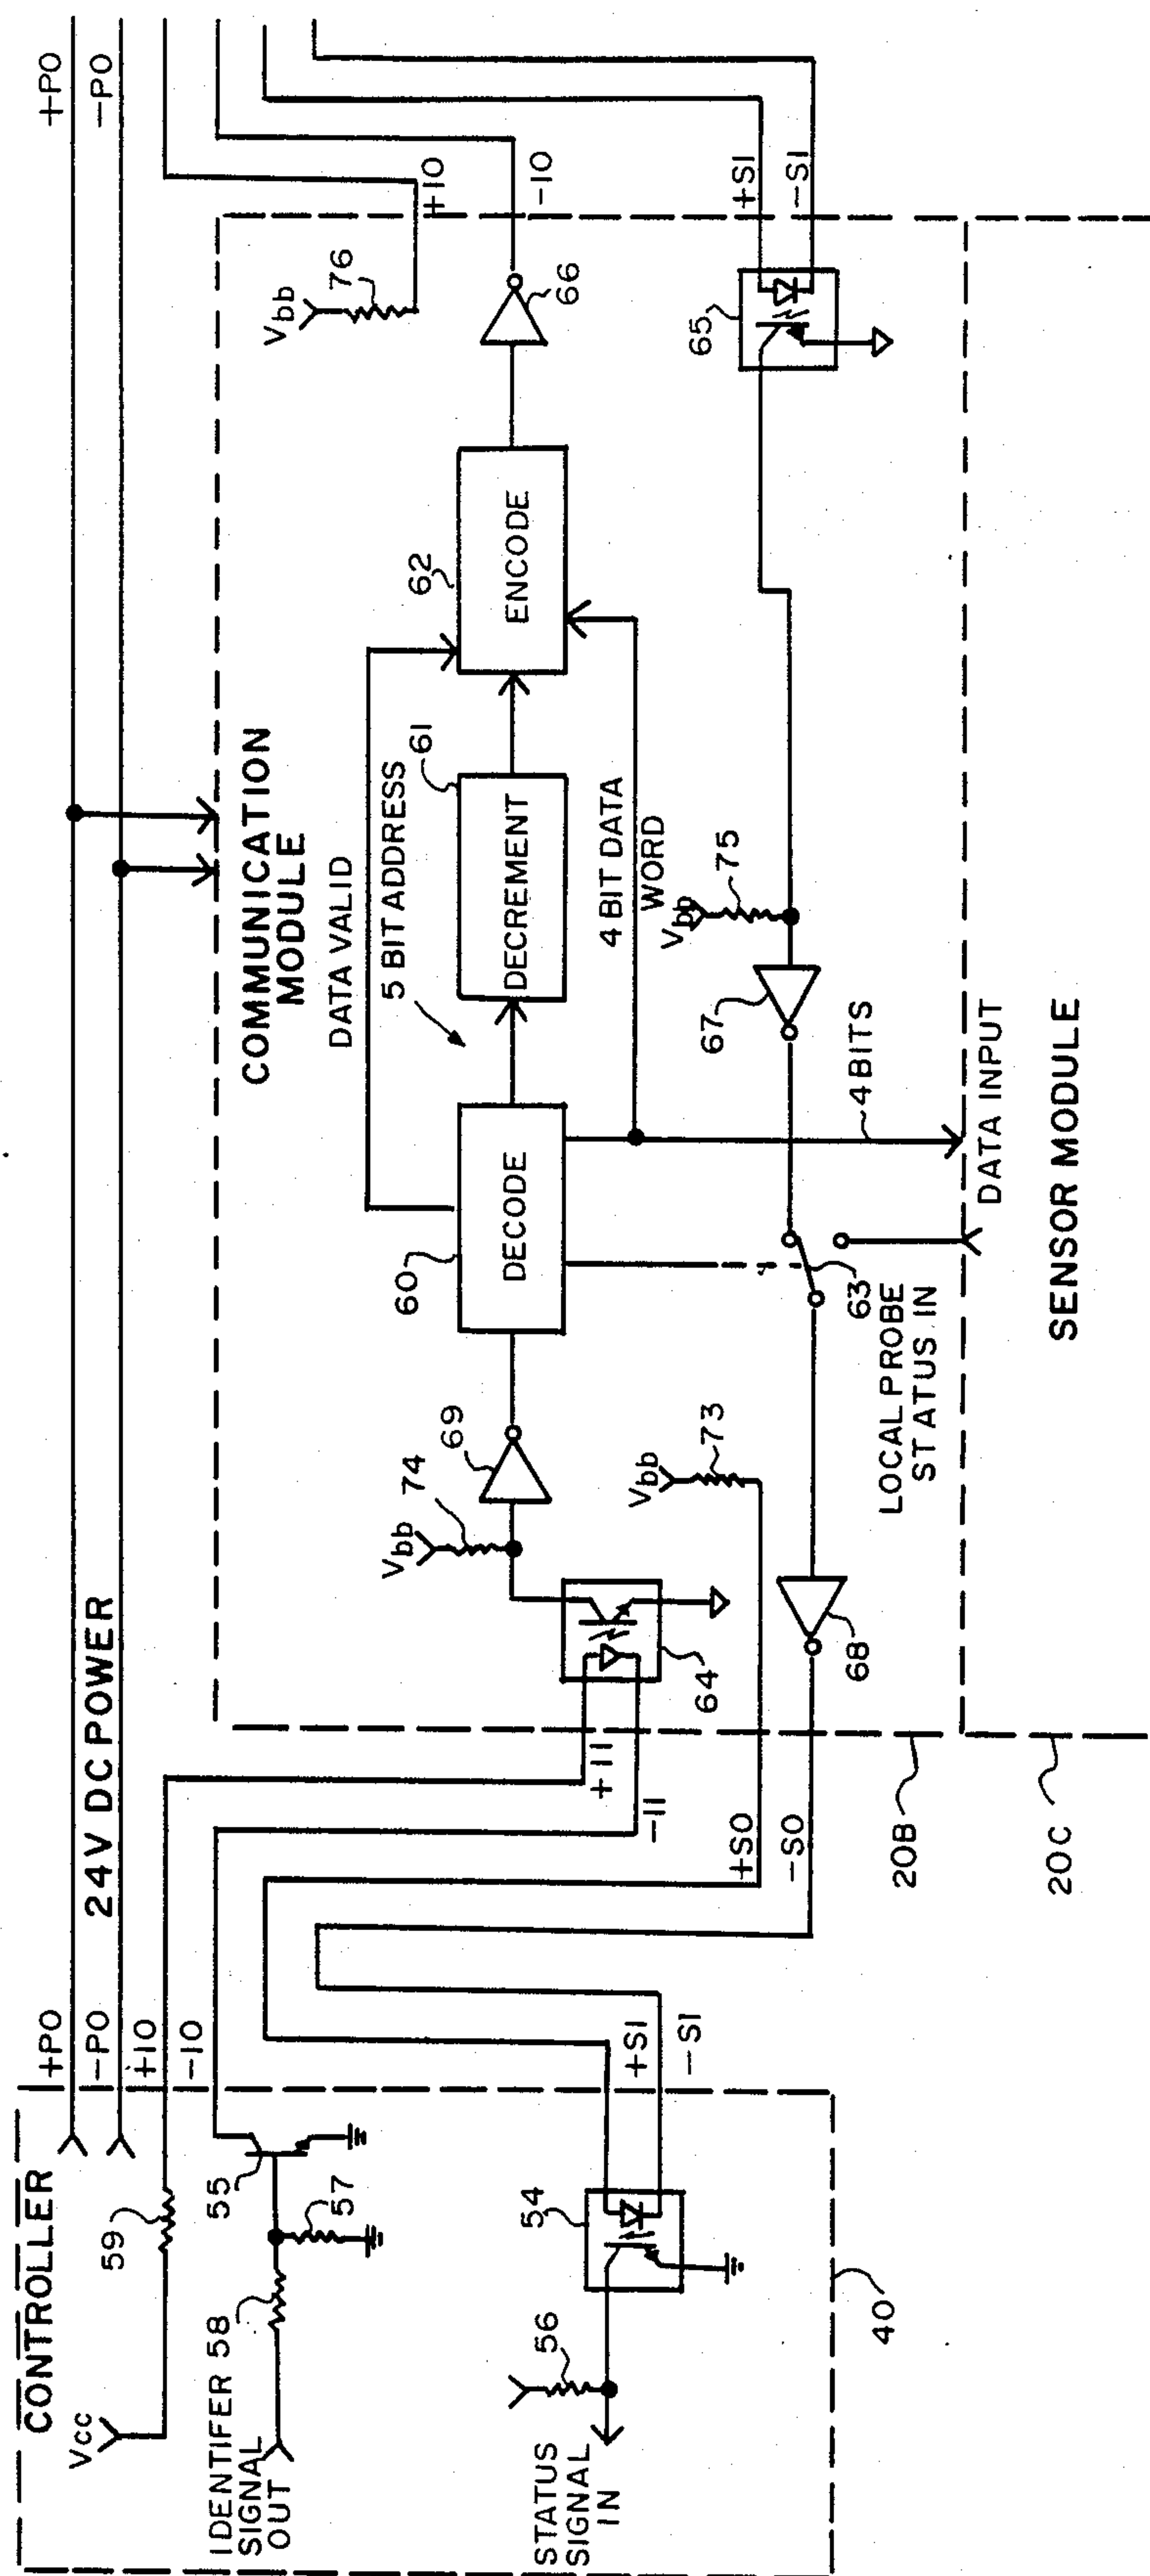 CONTROLLER
Vcc
59
+PO
-PO
+IO
-IO
24V DC POWER
+PO
-PO
IDENTIFER
SIGNAL
OUT
58
55
57
STATUS
SIGNAL
IN
56
54
+SI
-SI
40
+II
-II
+SO
-SO
20B
20C
COMMUNICATION
MODULE
64
Vbb
74
69
60
DECODE
DATA VALID
5 BIT ADDRESS
61
DECREMENT
62
ENCODE
4 BIT DATA
WORD
66
Vbb
76
+IO
-IO
+SI
-SI
65
Vbb
75
67
4 BITS
63
Vbb
73
68
LOCAL PROBE
STATUS IN
DATA INPUT
SENSOR MODULE